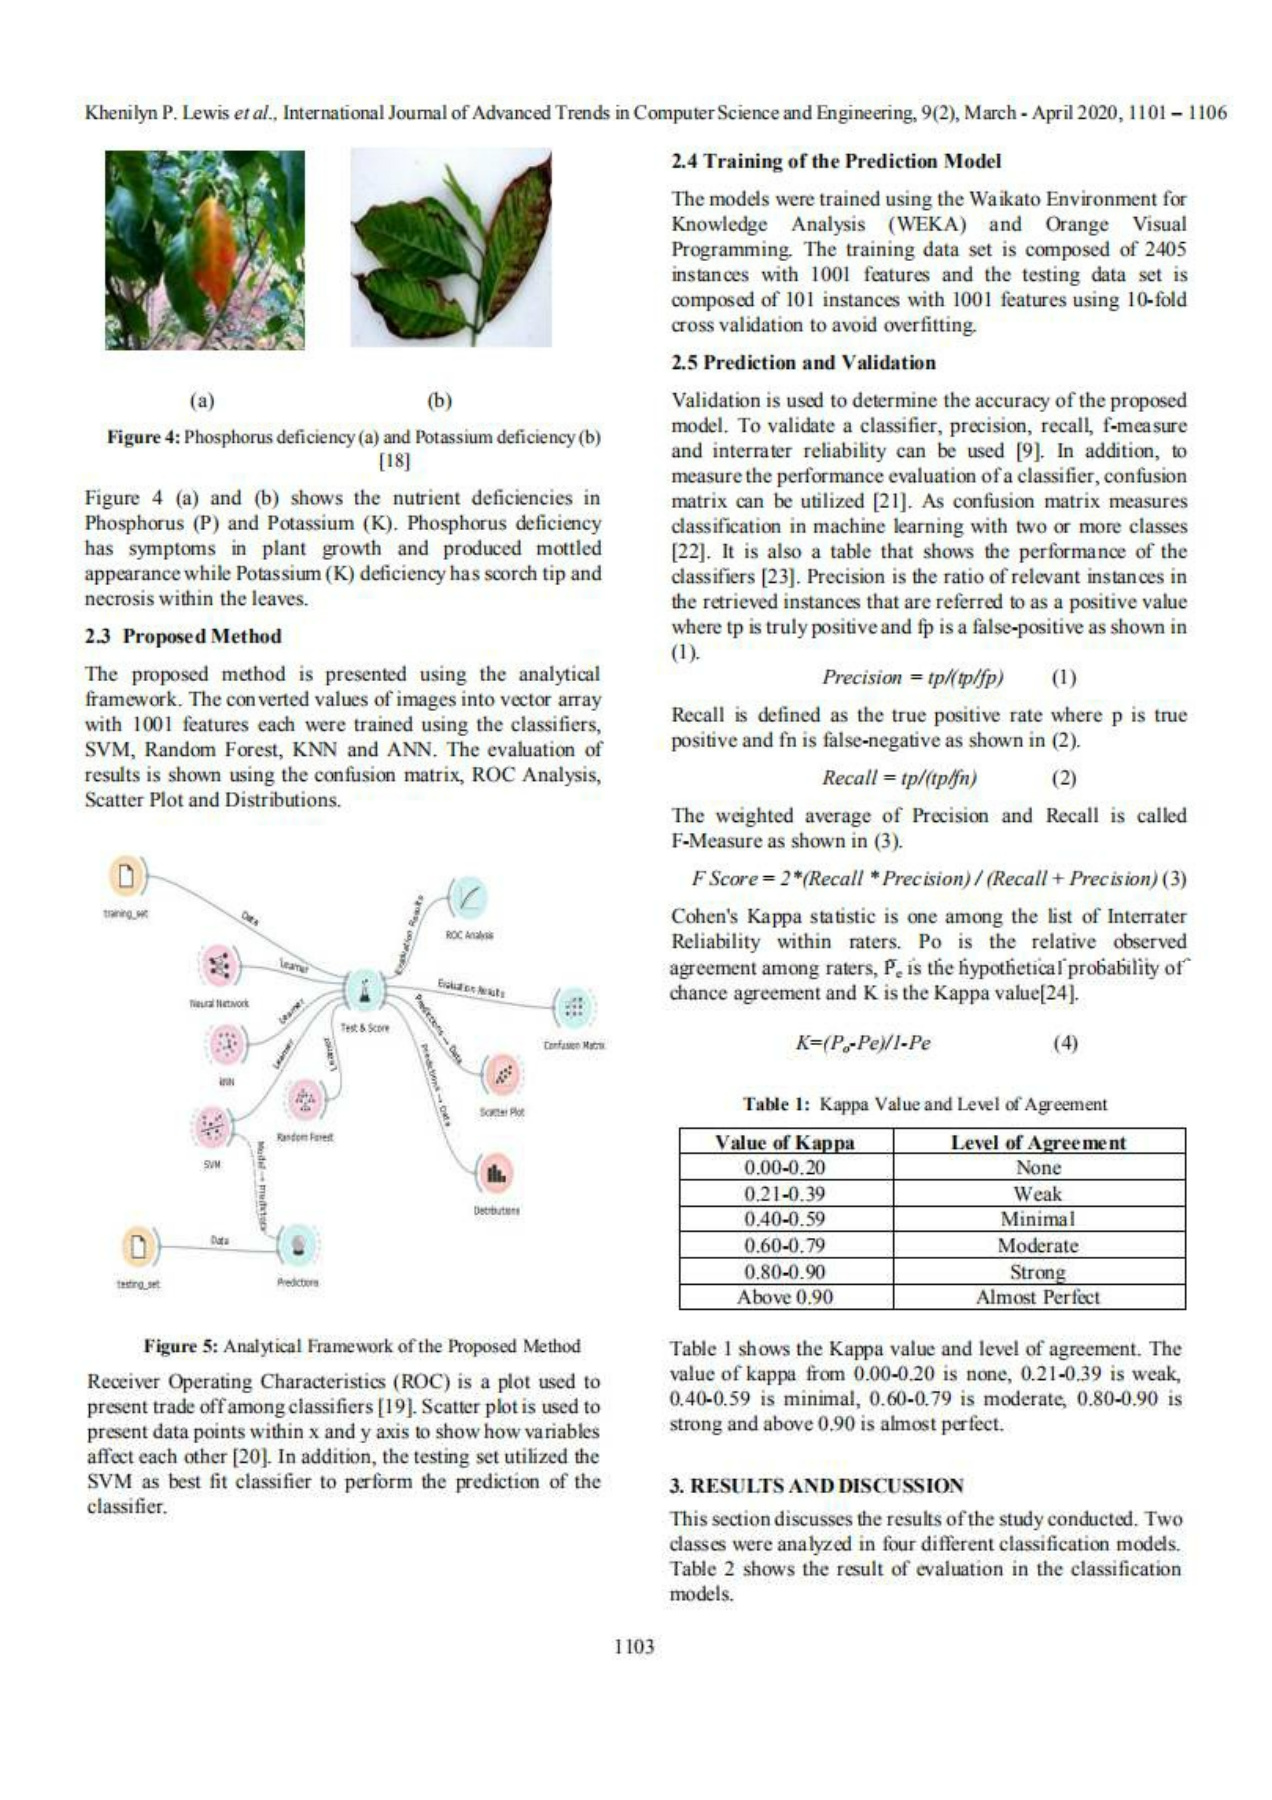 Khenilyn P. Lewis et al., International Journal of Advanced Trends in Computer Science and Engineering, 9(2), March - April 2020, 1101 – 1106
(a)
(b)
Figure 4: Phosphorus deficiency (a) and Potassium deficiency (b)
[18]
Figure 4 (a) and (b) shows the nutrient deficiencies in
Phosphorus (P) and Potassium (K). Phosphorus deficiency
has symptoms in plant growth and produced mottled
appearance while Potassium (K) deficiency has scorch tip and
necrosis within the leaves.
2.3 Proposed Method
The proposed method is presented using the analytical
framework. The converted values of images into vector array
with 1001 features each were trained using the classifiers,
SVM, Random Forest, KNN and ANN. The evaluation of
results is shown using the confusion matrix, ROC Analysis,
Scatter Plot and Distributions.
training_set
Data
Neural Network
Learner
kNN
Learner
SVM
Learner
Random Forest
Learner
Test & Score
Evaluation Results
ROC Analysis
Evaluation Results
Confusion Matrix
Predictions → Data
Scatter Plot
Predictions → Data
Distributions
Model → Predictors
testing_set
Data
Predictions
Figure 5: Analytical Framework of the Proposed Method
Receiver Operating Characteristics (ROC) is a plot used to
present trade off among classifiers [19]. Scatter plot is used to
present data points within x and y axis to show how variables
affect each other [20]. In addition, the testing set utilized the
SVM as best fit classifier to perform the prediction of the
classifier.
2.4 Training of the Prediction Model
The models were trained using the Waikato Environment for
Knowledge Analysis (WEKA) and Orange Visual
Programming. The training data set is composed of 2405
instances with 1001 features and the testing data set is
composed of 101 instances with 1001 features using 10-fold
cross validation to avoid overfitting.
2.5 Prediction and Validation
Validation is used to determine the accuracy of the proposed
model. To validate a classifier, precision, recall, f-measure
and interrater reliability can be used [9]. In addition, to
measure the performance evaluation of a classifier, confusion
matrix can be utilized [21]. As confusion matrix measures
classification in machine learning with two or more classes
[22]. It is also a table that shows the performance of the
classifiers [23]. Precision is the ratio of relevant instances in
the retrieved instances that are referred to as a positive value
where tp is truly positive and fp is a false-positive as shown in
(1).
Precision = tp/(tp/fp) (1)
Recall is defined as the true positive rate where p is true
positive and fn is false-negative as shown in (2).
Recall = tp/(tp/fn) (2)
The weighted average of Precision and Recall is called
F-Measure as shown in (3).
F Score = 2*(Recall * Precision) / (Recall + Precision) (3)
Cohen's Kappa statistic is one among the list of Interrater
Reliability within raters. Po is the relative observed
agreement among raters, Pe is the hypothetical probability of
chance agreement and K is the Kappa value[24].
K=(Po-Pe)/1-Pe (4)
Table 1: Kappa Value and Level of Agreement
Value of Kappa Level of Agreement
0.00-0.20 None
0.21-0.39 Weak
0.40-0.59 Minimal
0.60-0.79 Moderate
0.80-0.90 Strong
Above 0.90 Almost Perfect
Table 1 shows the Kappa value and level of agreement. The
value of kappa from 0.00-0.20 is none, 0.21-0.39 is weak,
0.40-0.59 is minimal, 0.60-0.79 is moderate, 0.80-0.90 is
strong and above 0.90 is almost perfect.
3. RESULTS AND DISCUSSION
This section discusses the results of the study conducted. Two
classes were analyzed in four different classification models.
Table 2 shows the result of evaluation in the classification
models.
1103